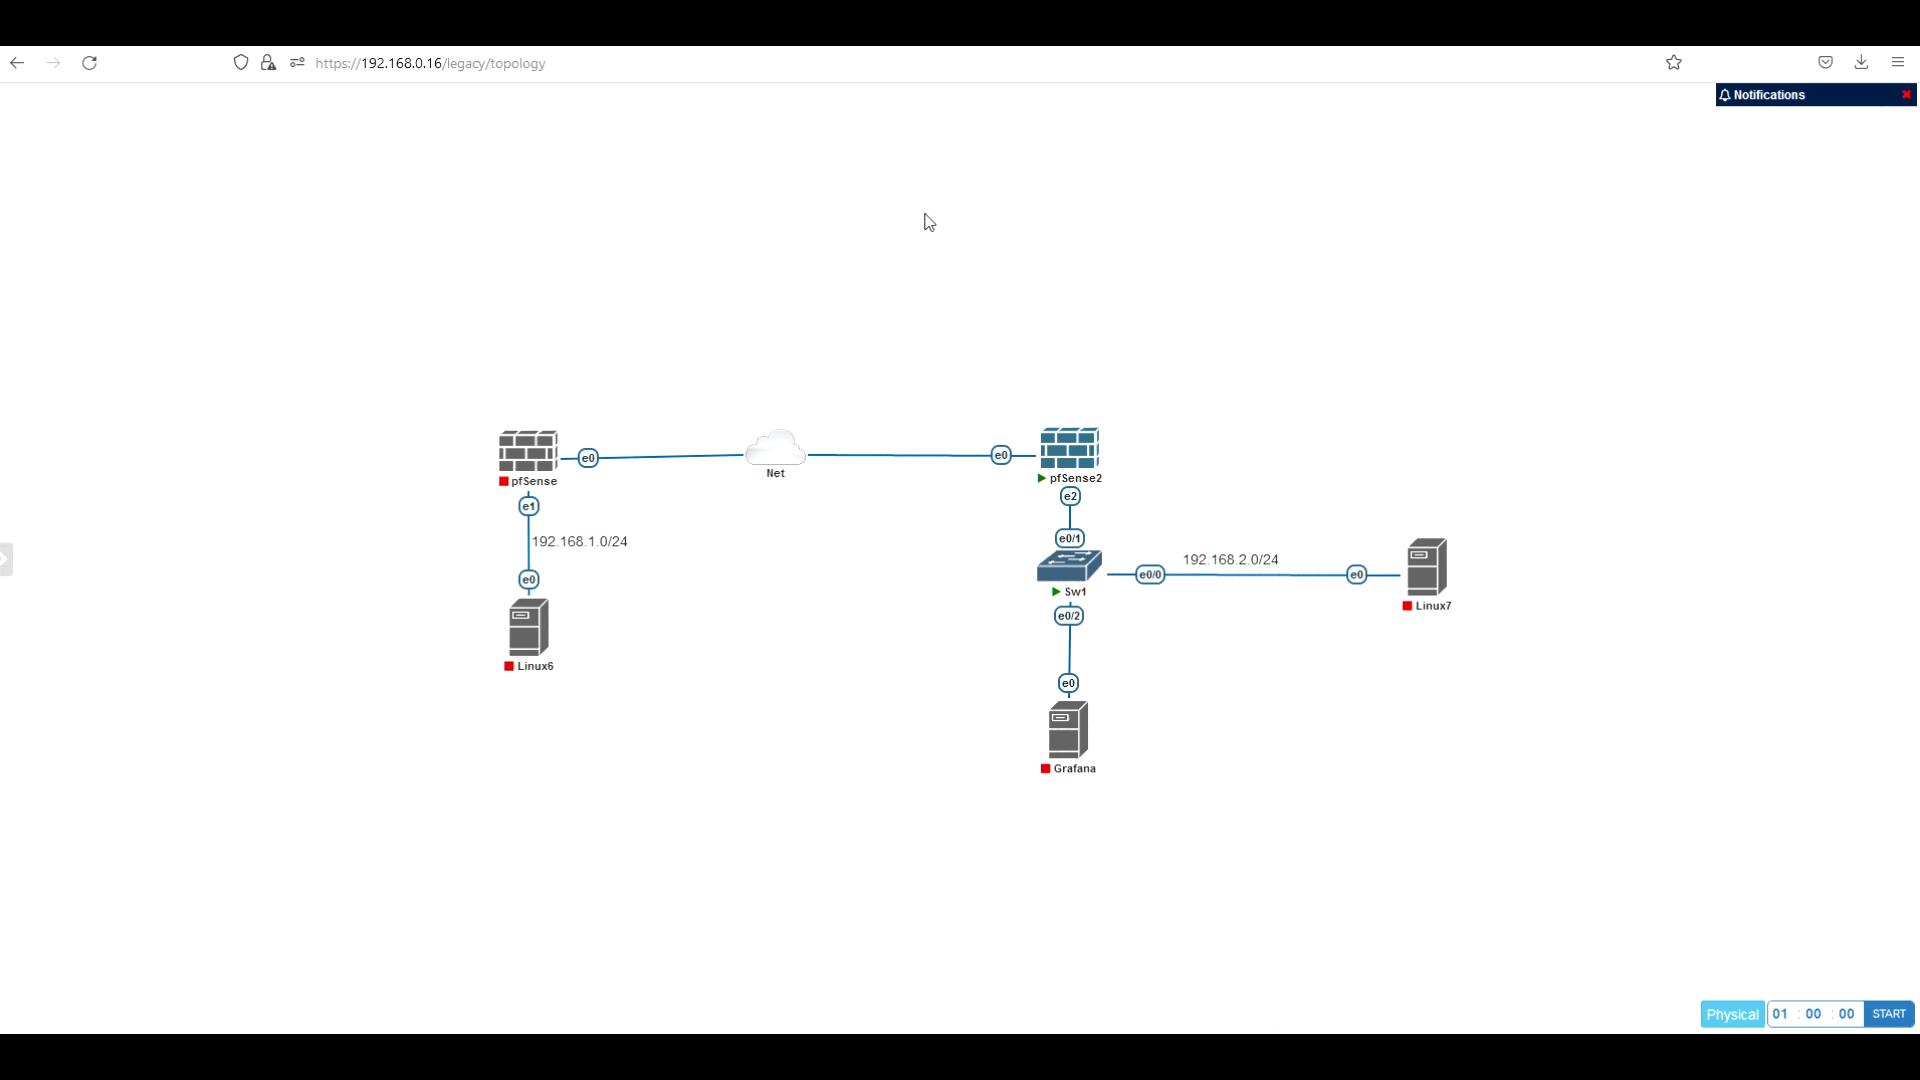 https://192.168.0.16/legacy/topology
Notifications
e0
Net
e0
pfSense
pfSense2
e1
e2
192.168.1.0/24
e0/1
192.168.2.0/24
e0
e0/0
e0
Sw1
Linux7
e0/2
Linux6
e0
Grafana
Physical
01 : 00 : 00
START